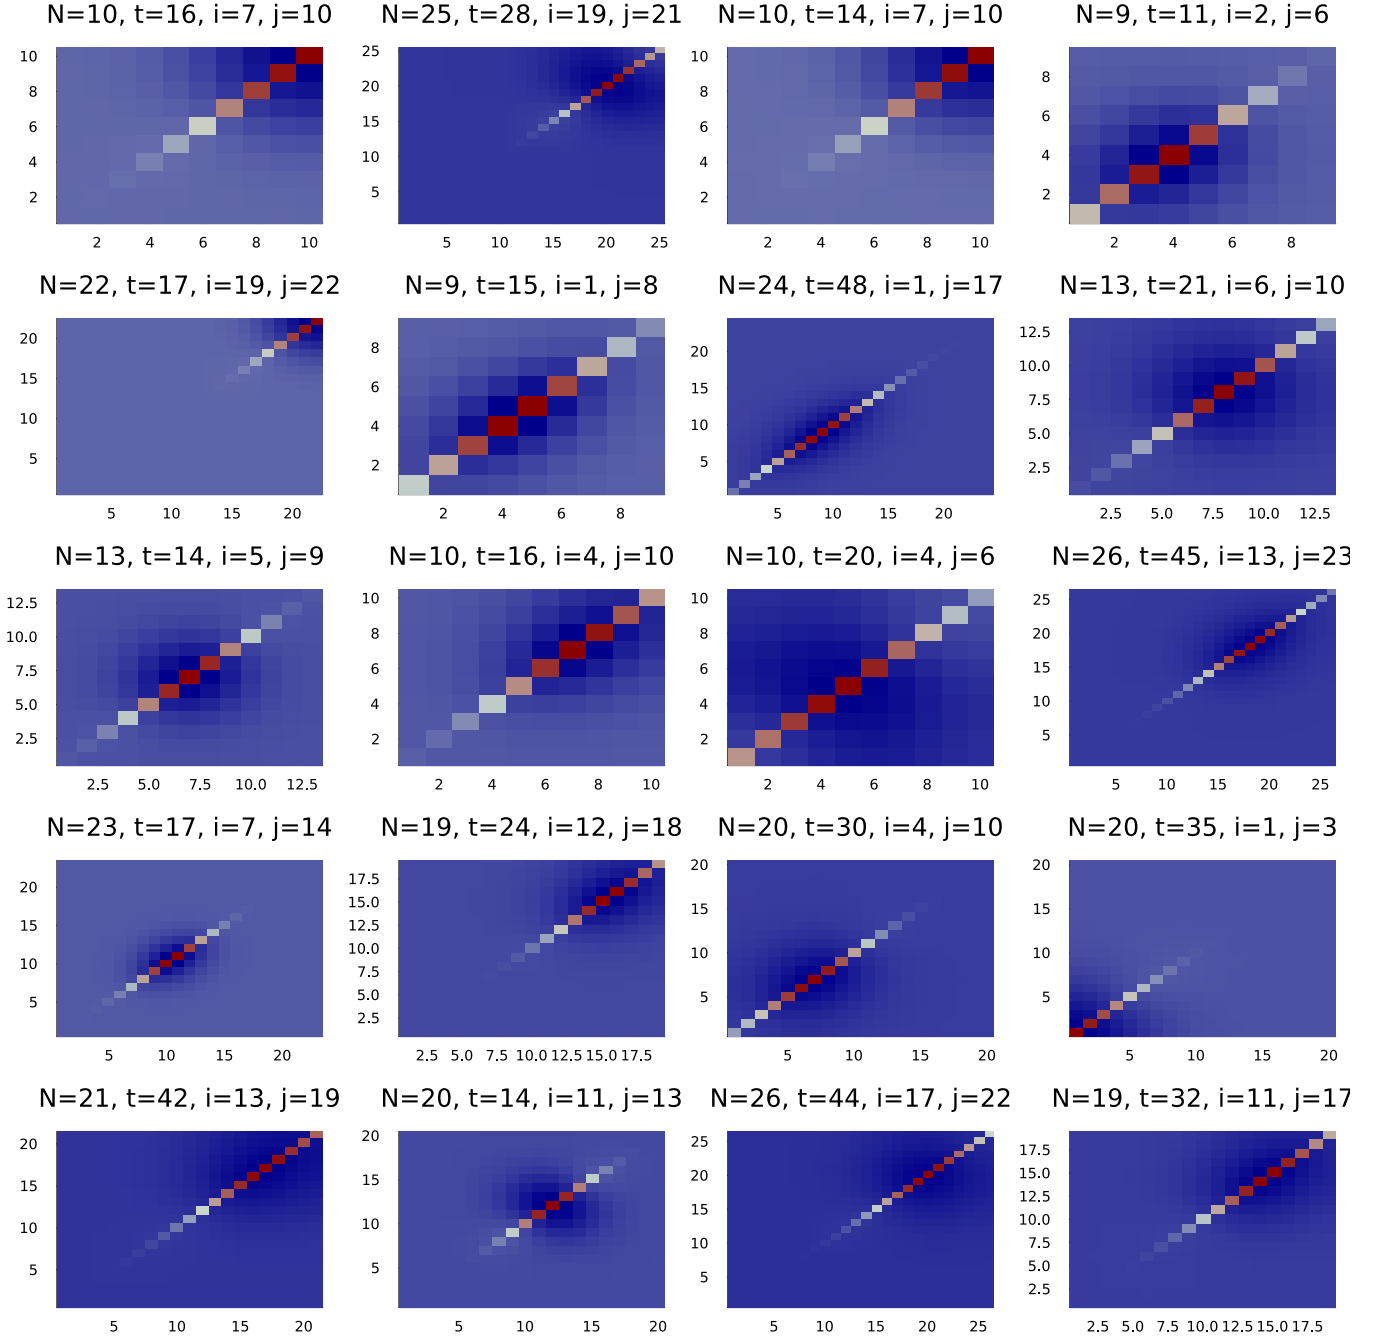 N=10, t=16, i=7, j=10 N=25, t=28, i=19, j=21 N=10, t=14, i=7, j=10 N=9, t=11, i=2, j=6
10 8 6 4 2 25 20 15 10 5 10 8 6 4 2 8 6 4 2
2 4 6 8 10 5 10 15 20 25 2 4 6 8 10 2 4 6 8
N=22, t=17, i=19, j=22 N=9, t=15, i=1, j=8 N=24, t=48, i=1, j=17 N=13, t=21, i=6, j=10
20 15 10 5 8 6 4 2 20 15 10 5 12.5 10.0 7.5 5.0 2.5
5 10 15 20 2 4 6 8 5 10 15 20 2.5 5.0 7.5 10.0 12.5
N=13, t=14, i=5, j=9 N=10, t=16, i=4, j=10 N=10, t=20, i=4, j=6 N=26, t=45, i=13, j=23
12.5 10.0 7.5 5.0 2.5 10 8 6 4 2 10 8 6 4 2 25 20 15 10 5
2.5 5.0 7.5 10.0 12.5 2 4 6 8 10 2 4 6 8 10 5 10 15 20 25
N=23, t=17, i=7, j=14 N=19, t=24, i=12, j=18 N=20, t=30, i=4, j=10 N=20, t=35, i=1, j=3
20 15 10 5 17.5 15.0 12.5 10.0 7.5 5.0 2.5 20 15 10 5 20 15 10 5
5 10 15 20 2.5 5.0 7.5 10.0 12.5 15.0 17.5 5 10 15 20 5 10 15 20
N=21, t=42, i=13, j=19 N=20, t=14, i=11, j=13 N=26, t=44, i=17, j=22 N=19, t=32, i=11, j=17
20 15 10 5 20 15 10 5 25 20 15 10 5 17.5 15.0 12.5 10.0 7.5 5.0 2.5
5 10 15 20 5 10 15 20 5 10 15 20 25 2.5 5.0 7.5 10.0 12.5 15.0 17.5